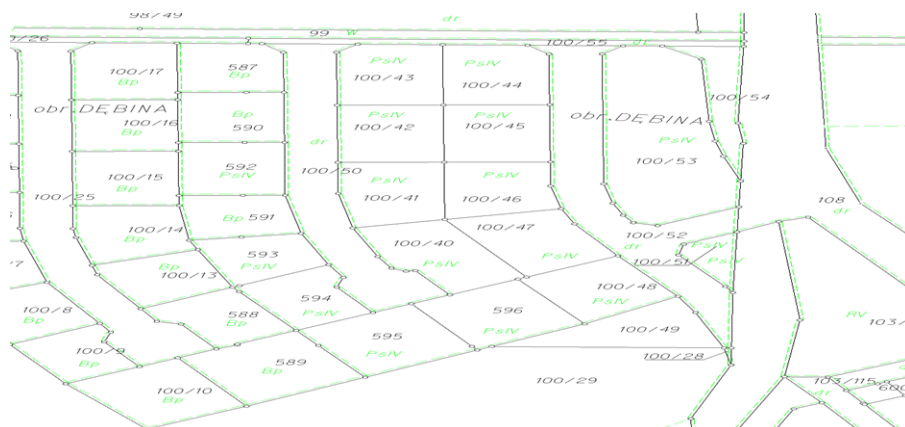 98/49
dr
99
W
100/55
dr
100/17
Bp
587
Bp
PsIV
100/43
PsIV
100/44
100/54
obr.DĘBINA
100/16
Bp
Bp
590
PsIV
100/42
PsIV
100/45
obr.DĘBINA
PsIV
dr
592
PsIV
100/53
100/15
Bp
100/50
PsIV
PsIV
100/25
100/41
100/46
108
dr
591
Bp
100/14
Bp
100/47
100/52
dr
PsIV
100/40
PsIV
593
PsIV
PsIV
100/51
PsIV
Bp
100/13
100/8
Bp
594
PsIV
100/48
PsIV
588
Bp
596
PsIV
RV
103/
595
PsIV
100/49
100/9
Bp
100/28
589
Bp
100/10
Bp
100/29
103/115
dr